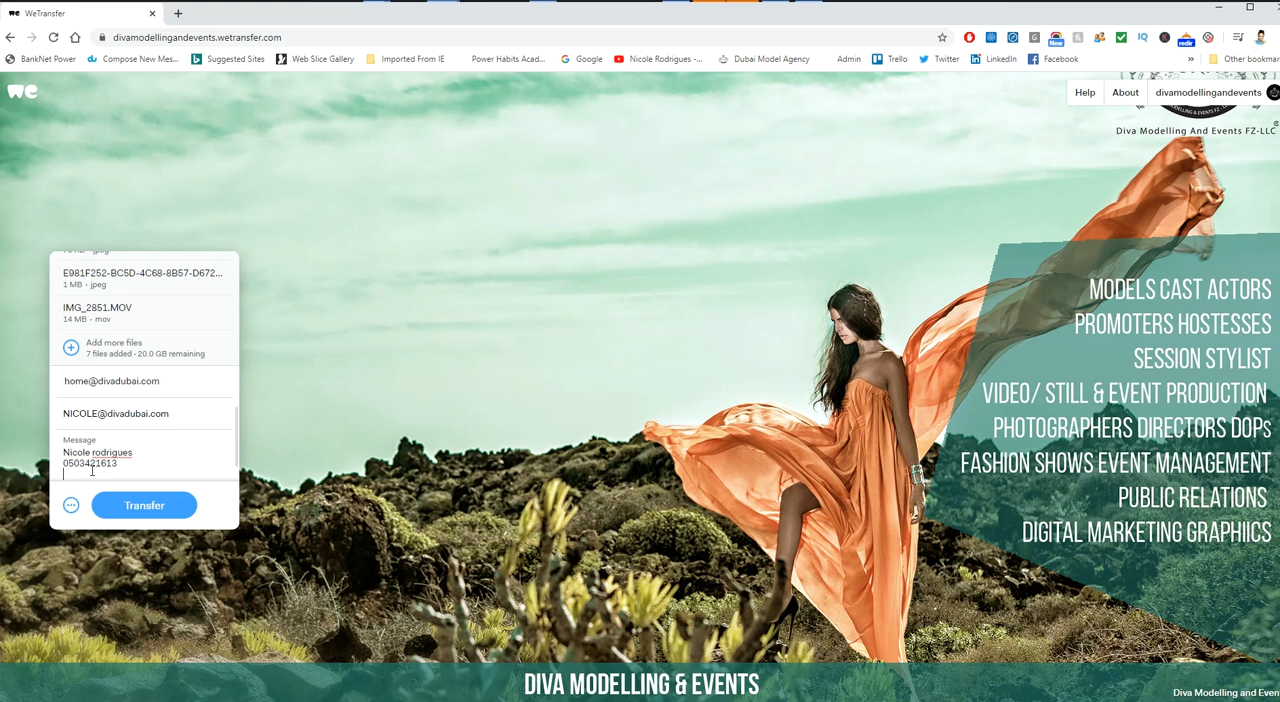 WeTransfer
divamodellingandevents.wetransfer.com
BankNet Power
Compose New Mes...
Suggested Sites
Web Slice Gallery
Imported From IE
Power Habits Acad...
Google
Nicole Rodrigues -...
Dubai Model Agency
Admin
Trello
Twitter
LinkedIn
Facebook
»
Other bookmar
New
IQ
redir
we
Help
About
divamodellingandevents
Diva Modelling And Events FZ-LLC
E981F252-BC5D-4C68-8B57-D672...
1 MB · jpeg
IMG_2851.MOV
14 MB · mov
Add more files
7 files added · 20.0 GB remaining
home@divadubai.com
NICOLE@divadubai.com
Message
Nicole rodrigues
0503421613
Transfer
MODELS CAST ACTORS
PROMOTERS HOSTESSES
SESSION STYLIST
VIDEO/ STILL & EVENT PRODUCTION
PHOTOGRAPHERS DIRECTORS DOPs
FASHION SHOWS EVENT MANAGEMENT
PUBLIC RELATIONS
DIGITAL MARKETING GRAPHICS
DIVA MODELLING & EVENTS
Diva Modelling and Even